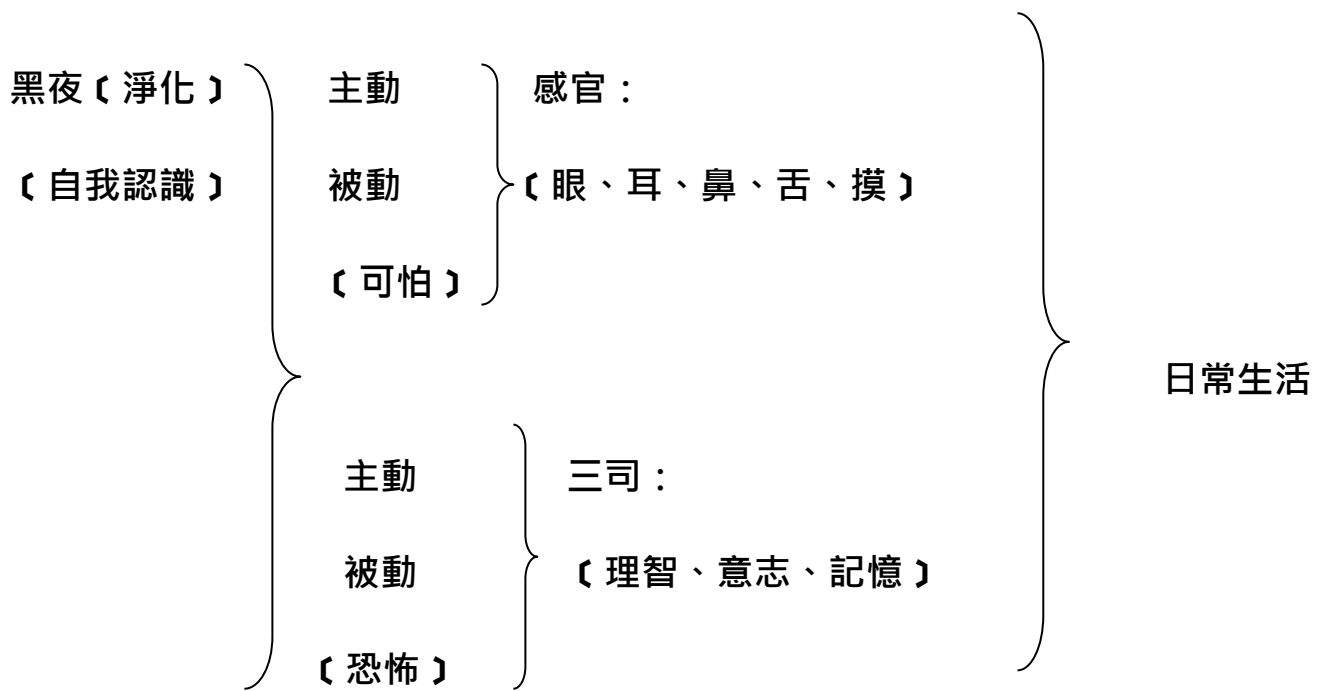 黑夜〔淨化〕 主動 感官：
〔自我認識〕 被動 〔眼、耳、鼻、舌、摸〕
〔可怕〕
日常生活
主動 三司：
被動 〔理智、意志、記憶〕
〔恐怖〕